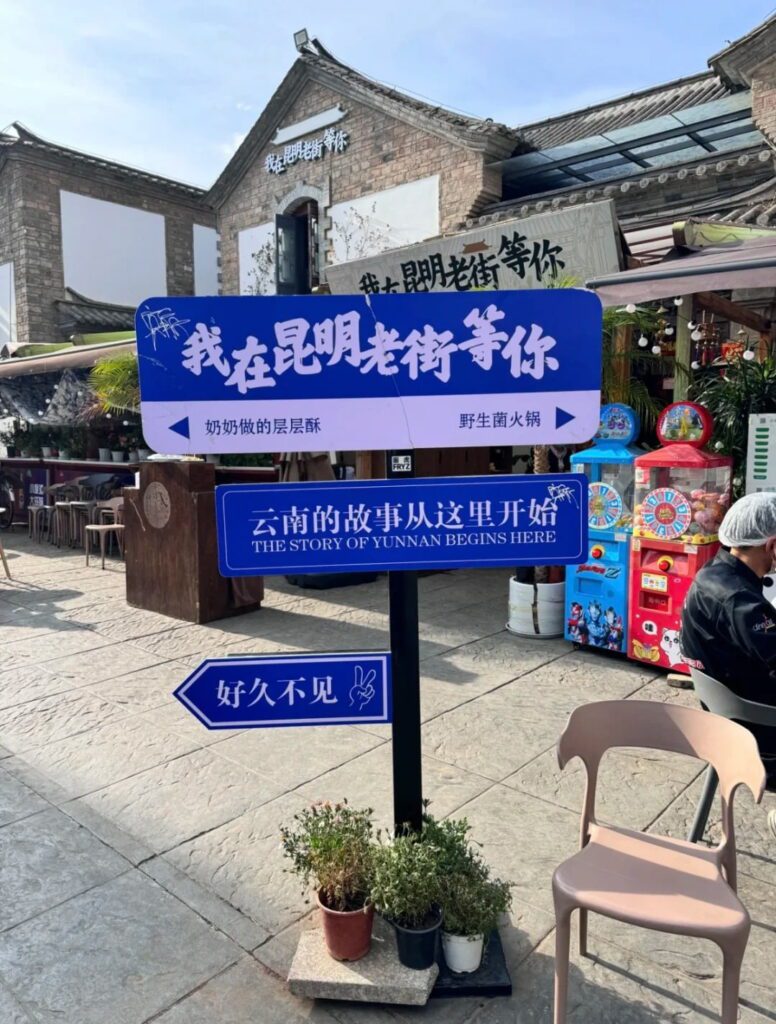 我在昆明老街等你
我在昆明老街等你
我在昆明老街等你
奶奶做的层层酥
野生菌火锅
FRYZ
云南的故事从这里开始
THE STORY OF YUNNAN BEGINS HERE
好久不见